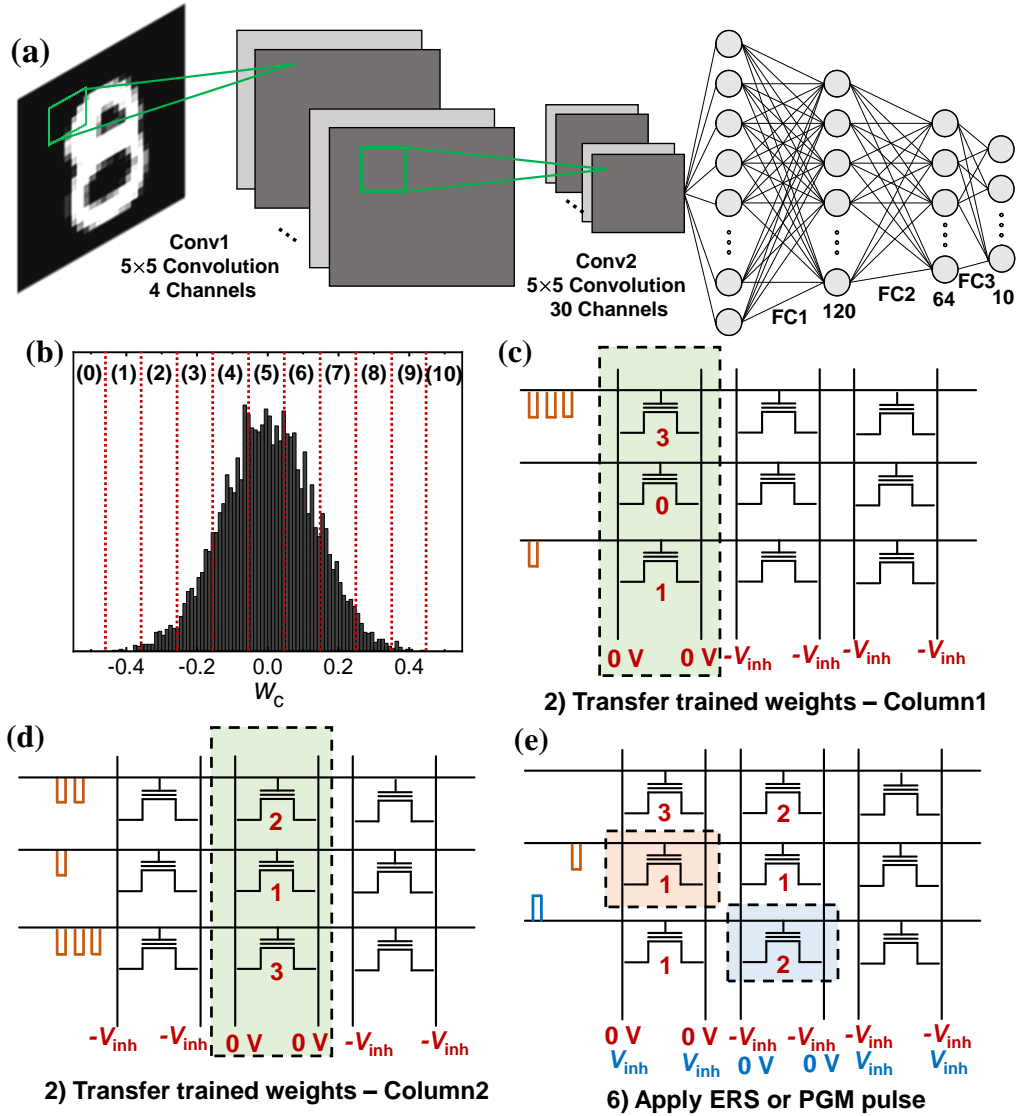 (a)
Conv1
5×5 Convolution
4 Channels
Conv2
5×5 Convolution
30 Channels
FC1
120
FC2
64
FC3
10
(b)
(0) (1) (2) (3) (4) (5) (6) (7) (8) (9) (10)
-0.4 -0.2 0.0 0.2 0.4
W_C
(c)
3
0
1
0 V 0 V -V_inh -V_inh -V_inh -V_inh
2) Transfer trained weights – Column1
(d)
2
1
3
-V_inh -V_inh 0 V 0 V -V_inh -V_inh
2) Transfer trained weights – Column2
(e)
3 2
1 1
1 2
0 V 0 V -V_inh -V_inh -V_inh -V_inh
V_inh V_inh 0 V 0 V V_inh V_inh
6) Apply ERS or PGM pulse